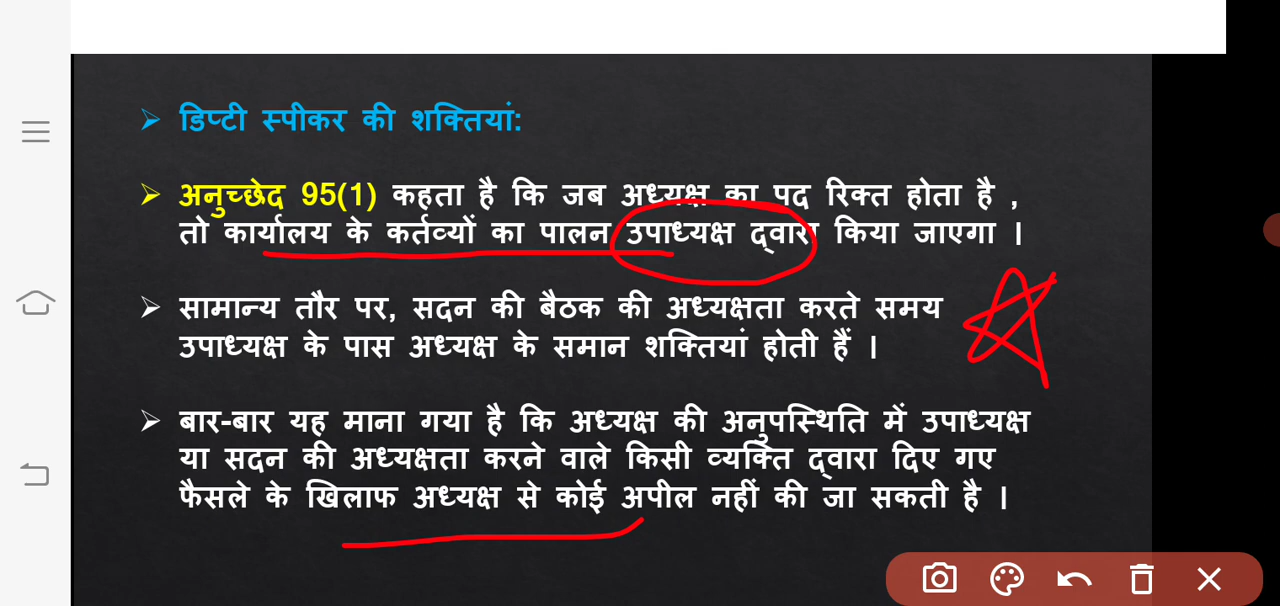 ➢ डिप्टी स्पीकर की शक्तियां:
➢ अनुच्छेद 95(1) कहता है कि जब अध्यक्ष का पद रिक्त होता है ,
तो कार्यालय के कर्तव्यों का पालन उपाध्यक्ष द्वारा किया जाएगा ।
➢ सामान्य तौर पर, सदन की बैठक की अध्यक्षता करते समय
उपाध्यक्ष के पास अध्यक्ष के समान शक्तियां होती हैं ।
➢ बार-बार यह माना गया है कि अध्यक्ष की अनुपस्थिति में उपाध्यक्ष
या सदन की अध्यक्षता करने वाले किसी व्यक्ति द्वारा दिए गए
फैसले के खिलाफ अध्यक्ष से कोई अपील नहीं की जा सकती है ।